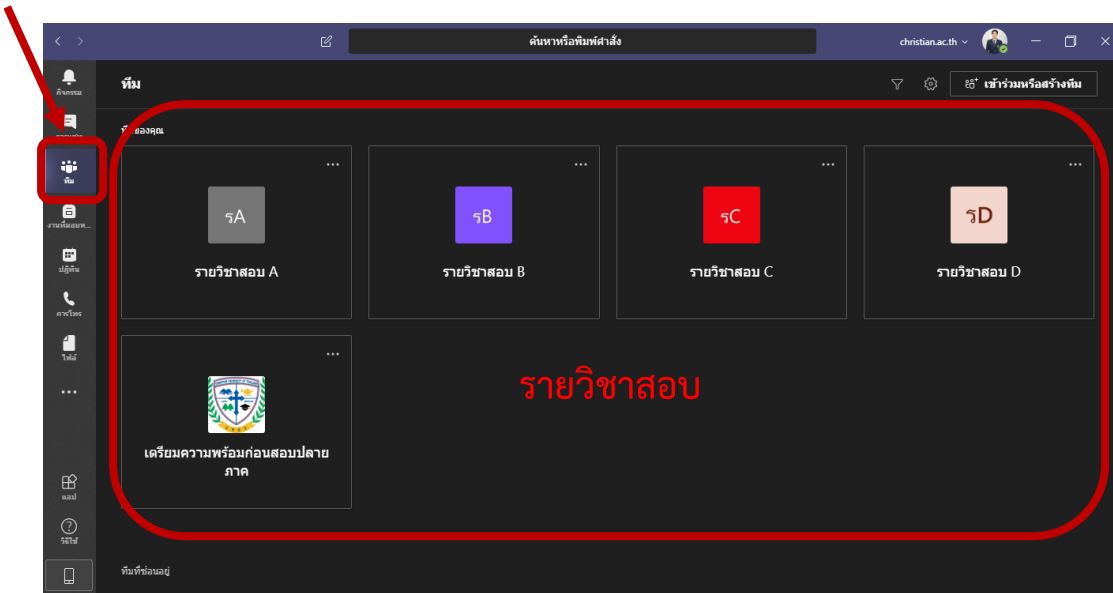 ค้นหาหรือพิมพ์คำสั่ง
christian.ac.th
กิจกรรม
ทีม
เข้าร่วมหรือสร้างทีม
ทีม
งานที่มอบห...
ปฏิทิน
การโทร
ไฟล์
แอป
วิธีใช้
รA
รายวิชาสอบ A
รB
รายวิชาสอบ B
รC
รายวิชาสอบ C
รD
รายวิชาสอบ D
เตรียมความพร้อมก่อนสอบปลาย
ภาค
รายวิชาสอบ
ทีมที่ซ่อนอยู่